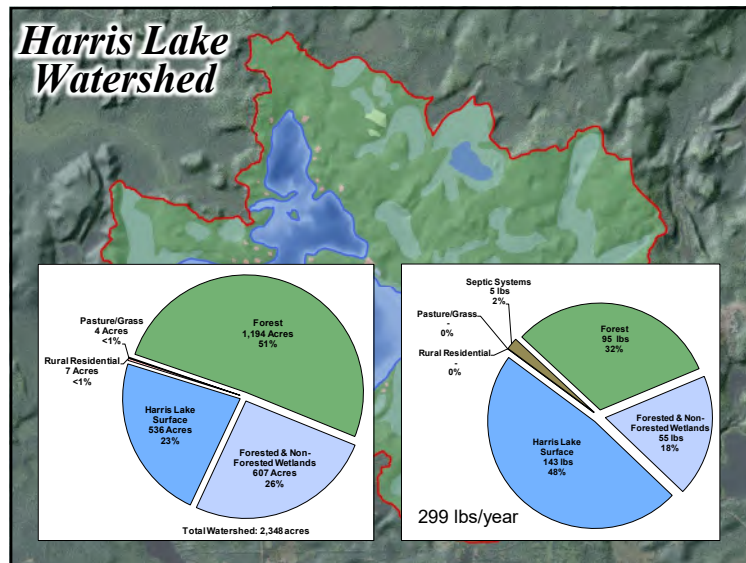 Harris Lake
Watershed
Pasture/Grass
4 Acres
<1%
Rural Residential
7 Acres
<1%
Forest
1,194 Acres
51%
Harris Lake
Surface
536 Acres
23%
Forested & Non-
Forested Wetlands
607 Acres
26%
Total Watershed: 2,348 acres
Septic Systems
5 lbs
2%
Pasture/Grass
-
0%
Rural Residential
-
0%
Forest
95 lbs
32%
Forested & Non-
Forested Wetlands
55 lbs
18%
Harris Lake
Surface
143 lbs
48%
299 lbs/year